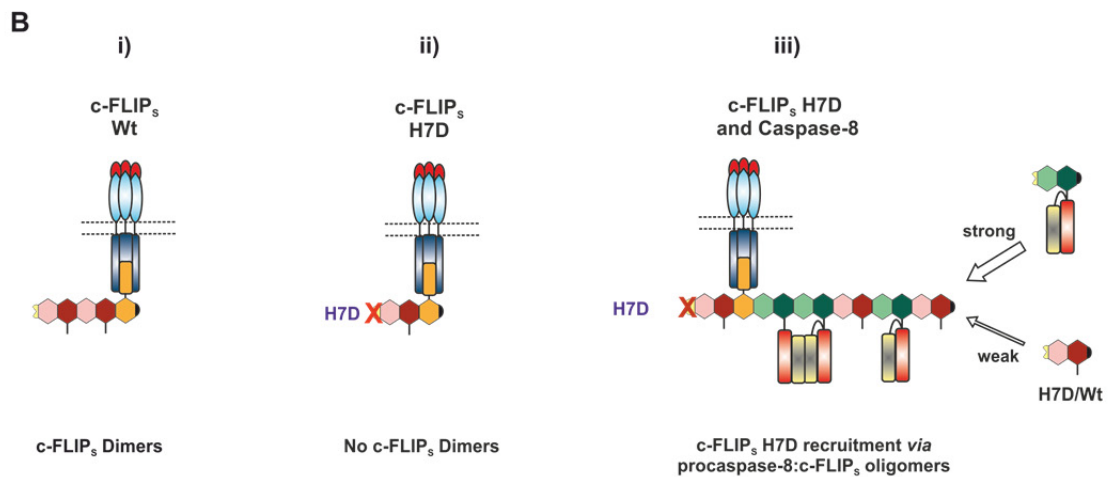 B
i)
ii)
iii)
c-FLIPs
Wt
c-FLIPs
H7D
c-FLIPs H7D
and Caspase-8
strong
H7D
H7D
weak
H7D/Wt
c-FLIPs Dimers
No c-FLIPs Dimers
c-FLIPs H7D recruitment via
procaspase-8:c-FLIPs oligomers